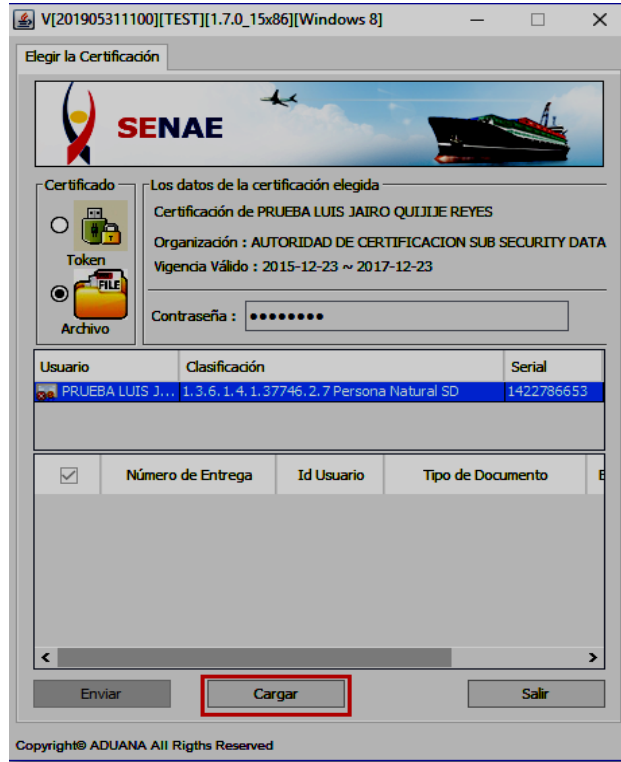 V[201905311100][TEST][1.7.0_15x86][Windows 8]
Elegir la Certificación
SENAE
Certificado
Los datos de la certificación elegida
Token
FILE
Archivo
Certificación de PRUEBA LUIS JAIRO QUIJIJE REYES
Organización : AUTORIDAD DE CERTIFICACION SUB SECURITY DATA
Vigencia Válido : 2015-12-23 ~ 2017-12-23
Contraseña : ••••••••
Usuario Clasificación Serial
PRUEBA LUIS J... 1.3.6.1.4.1.37746.2.7 Persona Natural SD 1422786653
Número de Entrega Id Usuario Tipo de Documento E
Enviar Cargar Salir
Copyright© ADUANA All Rigths Reserved